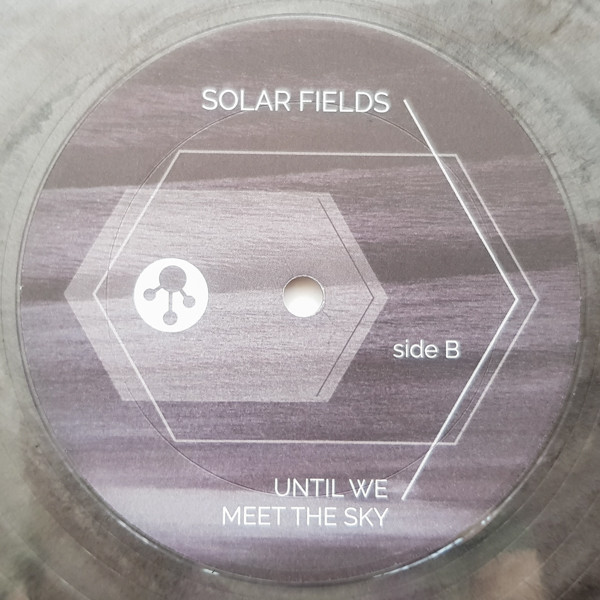 SOLAR FIELDS
side B
UNTIL WE
MEET THE SKY